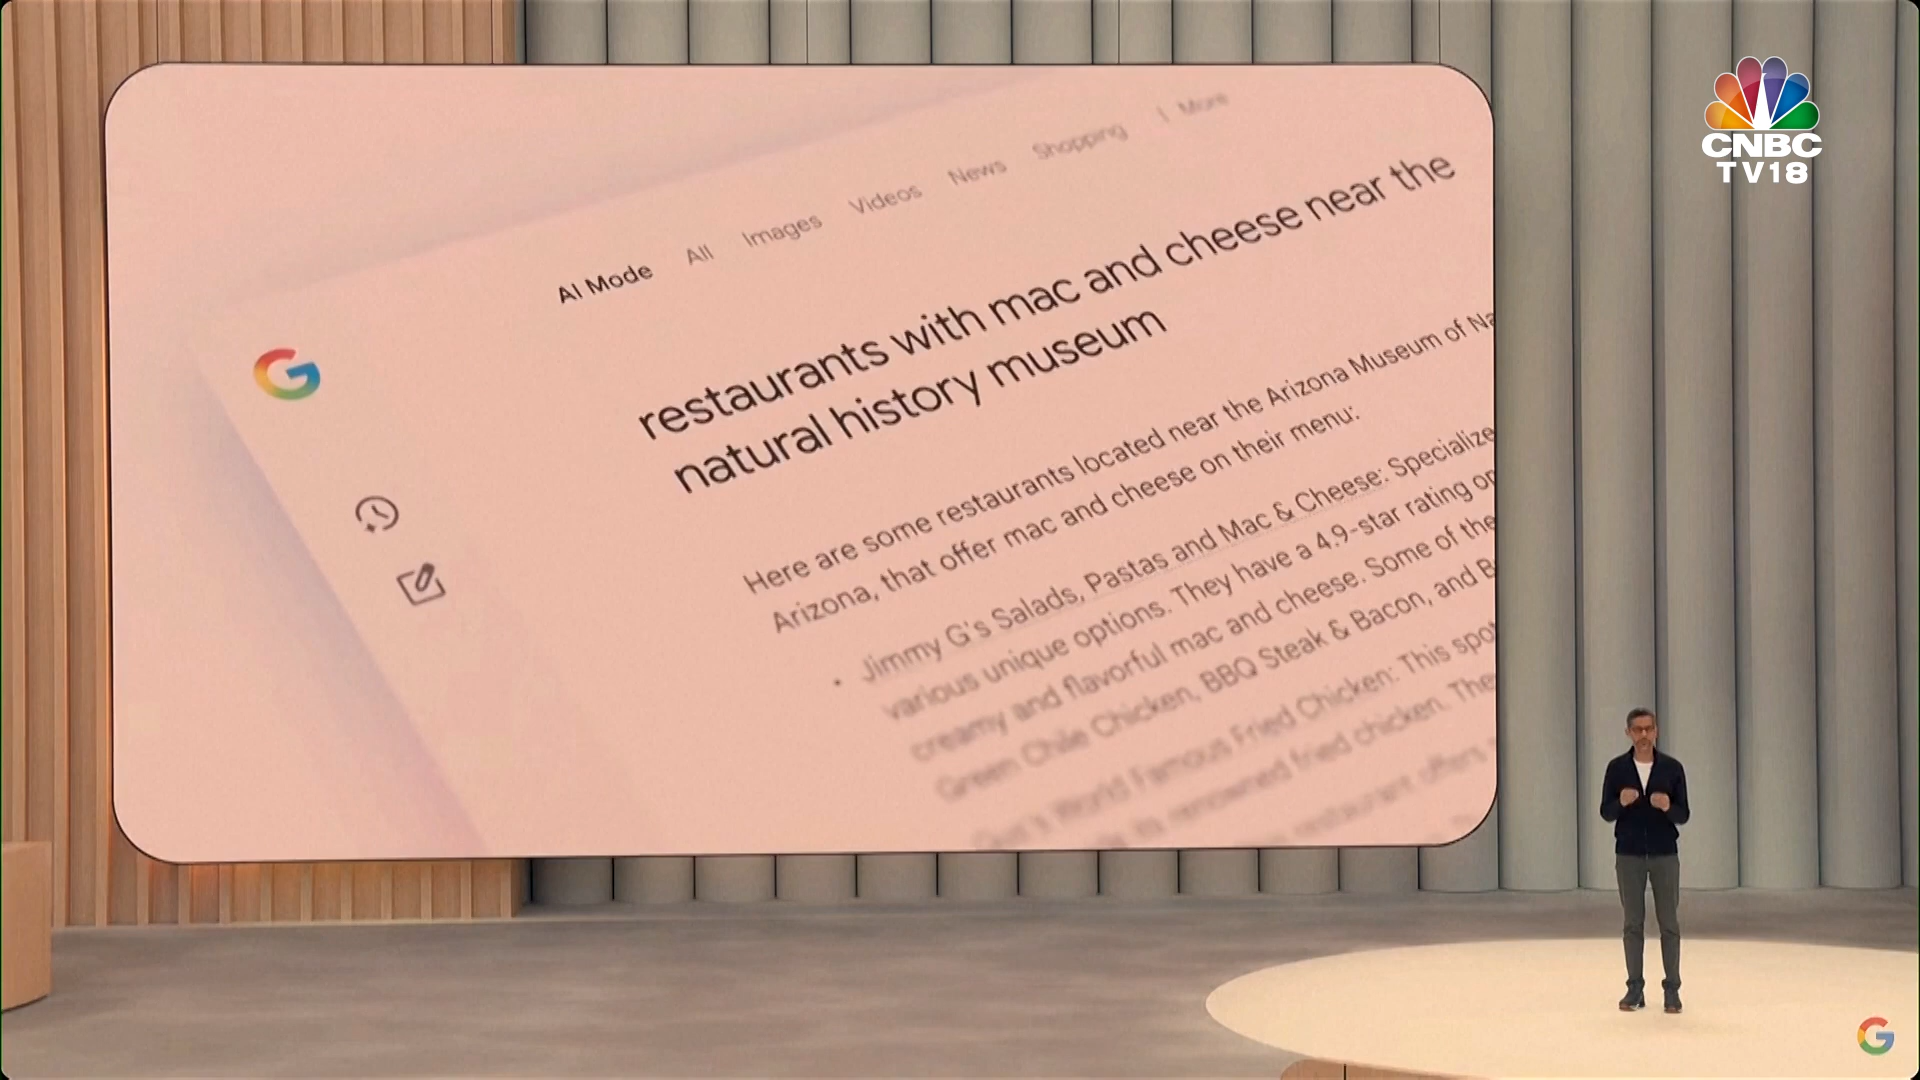 CNBC
TV18
AI Mode All Images Videos News Shopping | More
restaurants with mac and cheese near the
natural history museum
Here are some restaurants located near the Arizona Museum of Na
Arizona, that offer mac and cheese on their menu:
• Jimmy G's Salads, Pastas and Mac & Cheese: Specialize
various unique options. They have a 4.9-star rating
creamy and flavorful mac and cheese. Some of the
Green Chile Chicken, BBQ Steak & Bacon, and B
World Famous Fried Chicken: This spot
its renowned fried chicken. The
restaurant offers